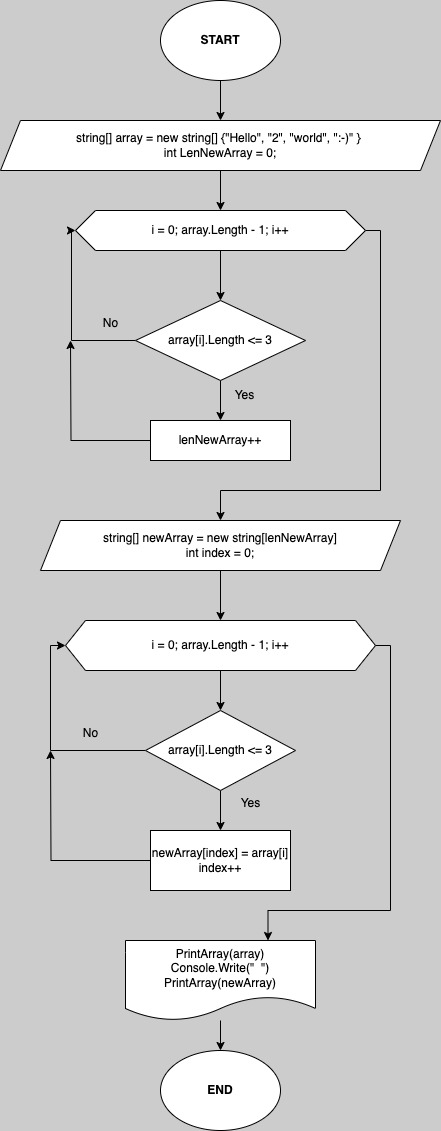 START
string[] array = new string[] {"Hello", "2", "world", ":-)" }
int LenNewArray = 0;
i = 0; array.Length - 1; i++
No
array[i].Length <= 3
Yes
lenNewArray++
string[] newArray = new string[lenNewArray]
int index = 0;
i = 0; array.Length - 1; i++
No
array[i].Length <= 3
Yes
newArray[index] = array[i]
index++
PrintArray(array)
Console.Write("  ")
PrintArray(newArray)
END